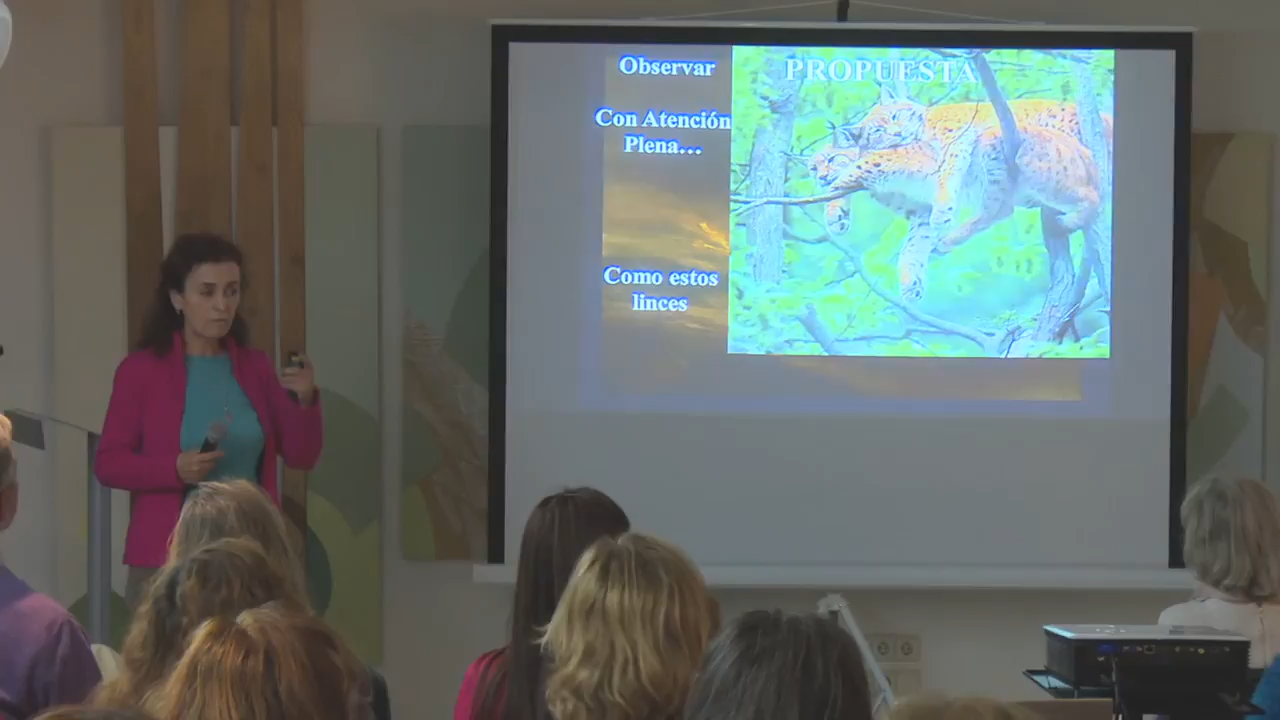 PROPUESTA
Observar
Con Atención
Plena...
Como estos
linces